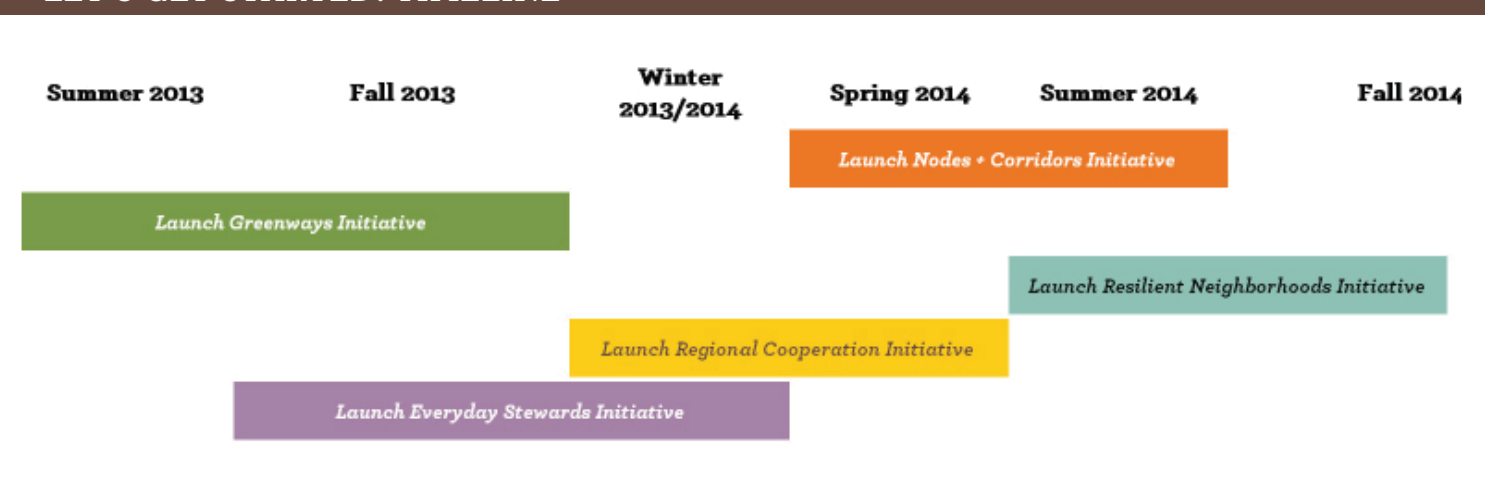 Summer 2013
Fall 2013
Winter
2013/2014
Spring 2014
Summer 2014
Fall 2014
Launch Nodes + Corridors Initiative
Launch Greenways Initiative
Launch Resilient Neighborhoods Initiative
Launch Regional Cooperation Initiative
Launch Everyday Stewards Initiative